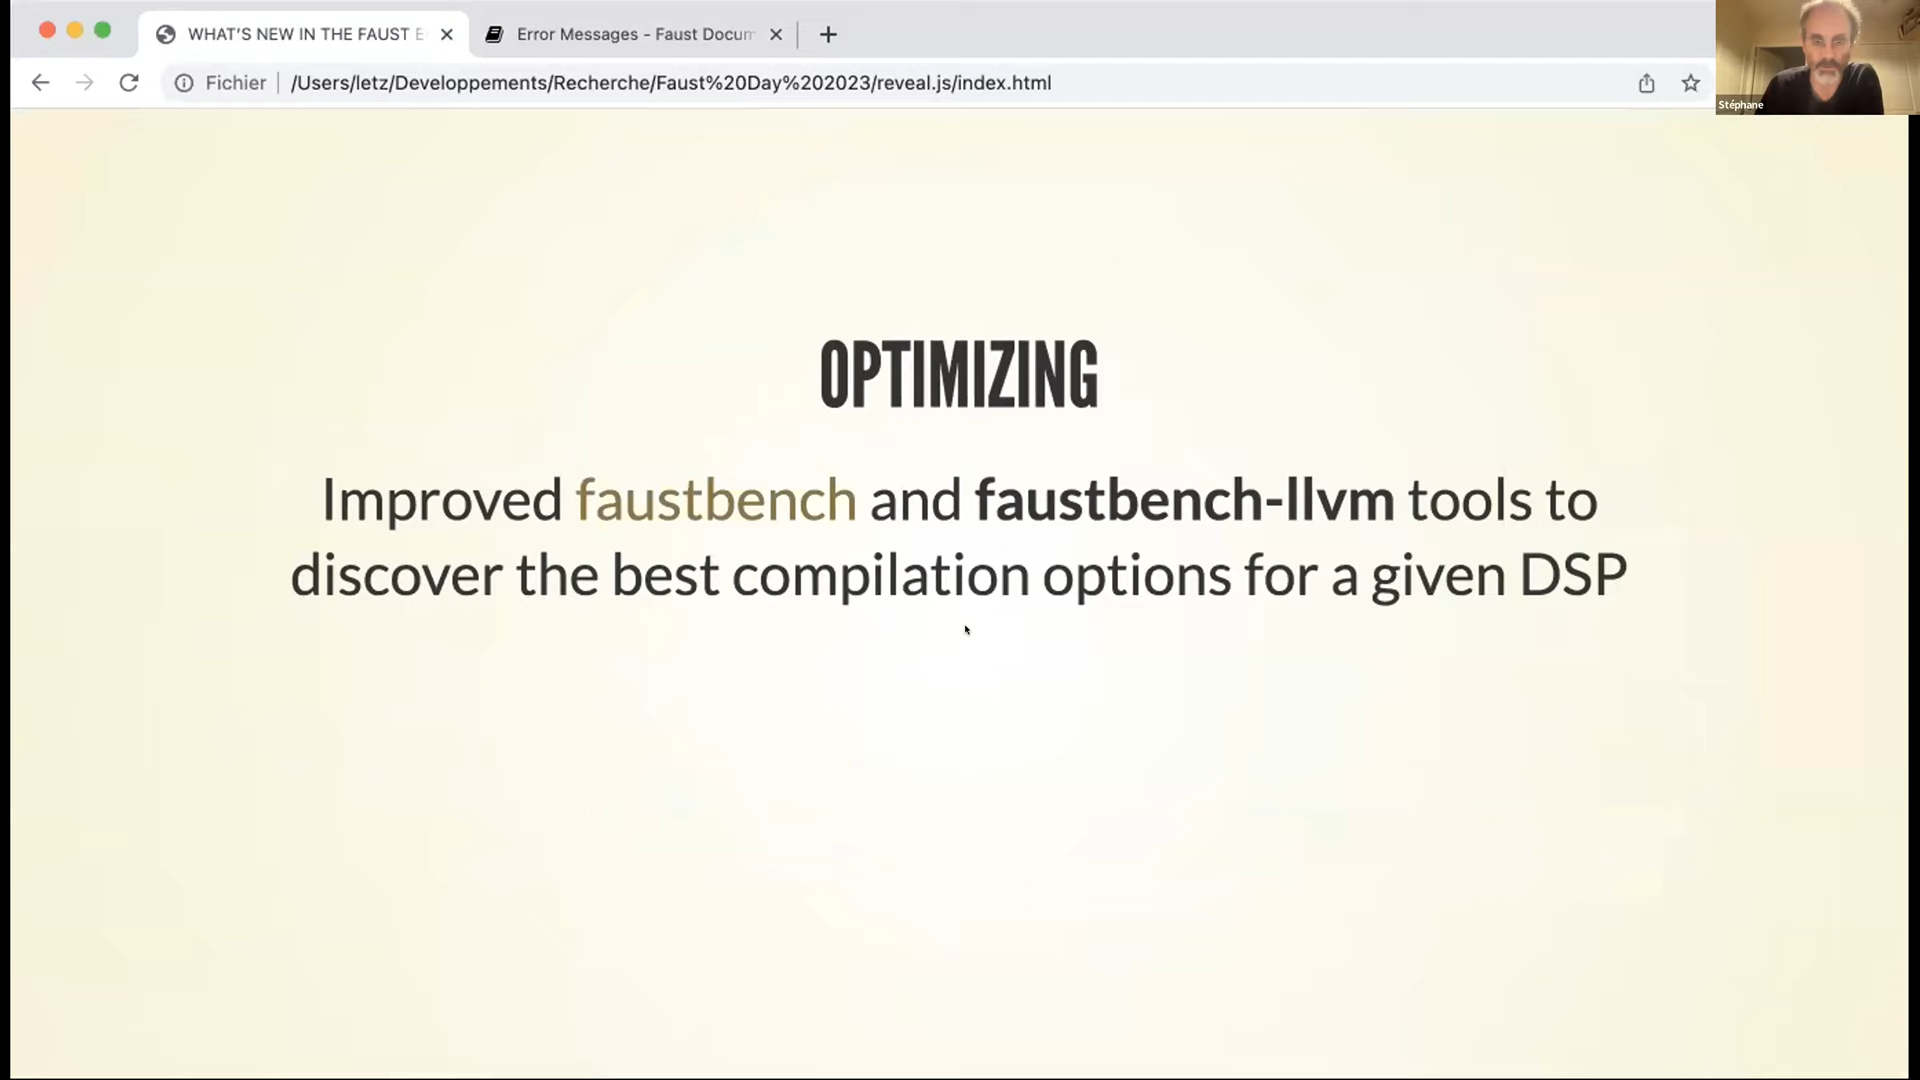 WHAT'S NEW IN THE FAUST E
Error Messages - Faust Docum
Fichier
/Users/letz/Developpements/Recherche/Faust%20Day%202023/reveal.js/index.html
Stéphane
OPTIMIZING
Improved faustbench and faustbench-llvm tools to
discover the best compilation options for a given DSP